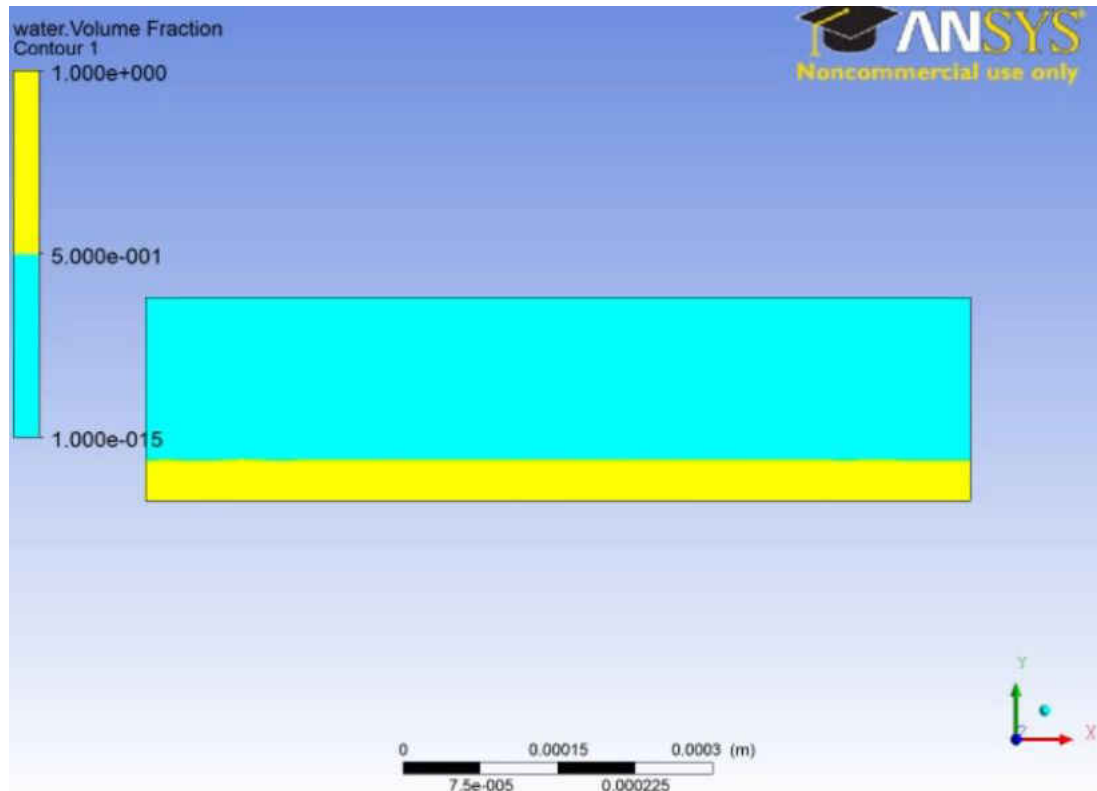 water.Volume Fraction
Contour 1
ANSYS
Noncommercial use only
1.000e+000
5.000e-001
1.000e-015
Y
Z
X
0 0.00015 0.0003 (m)
7.5e-005 0.000225